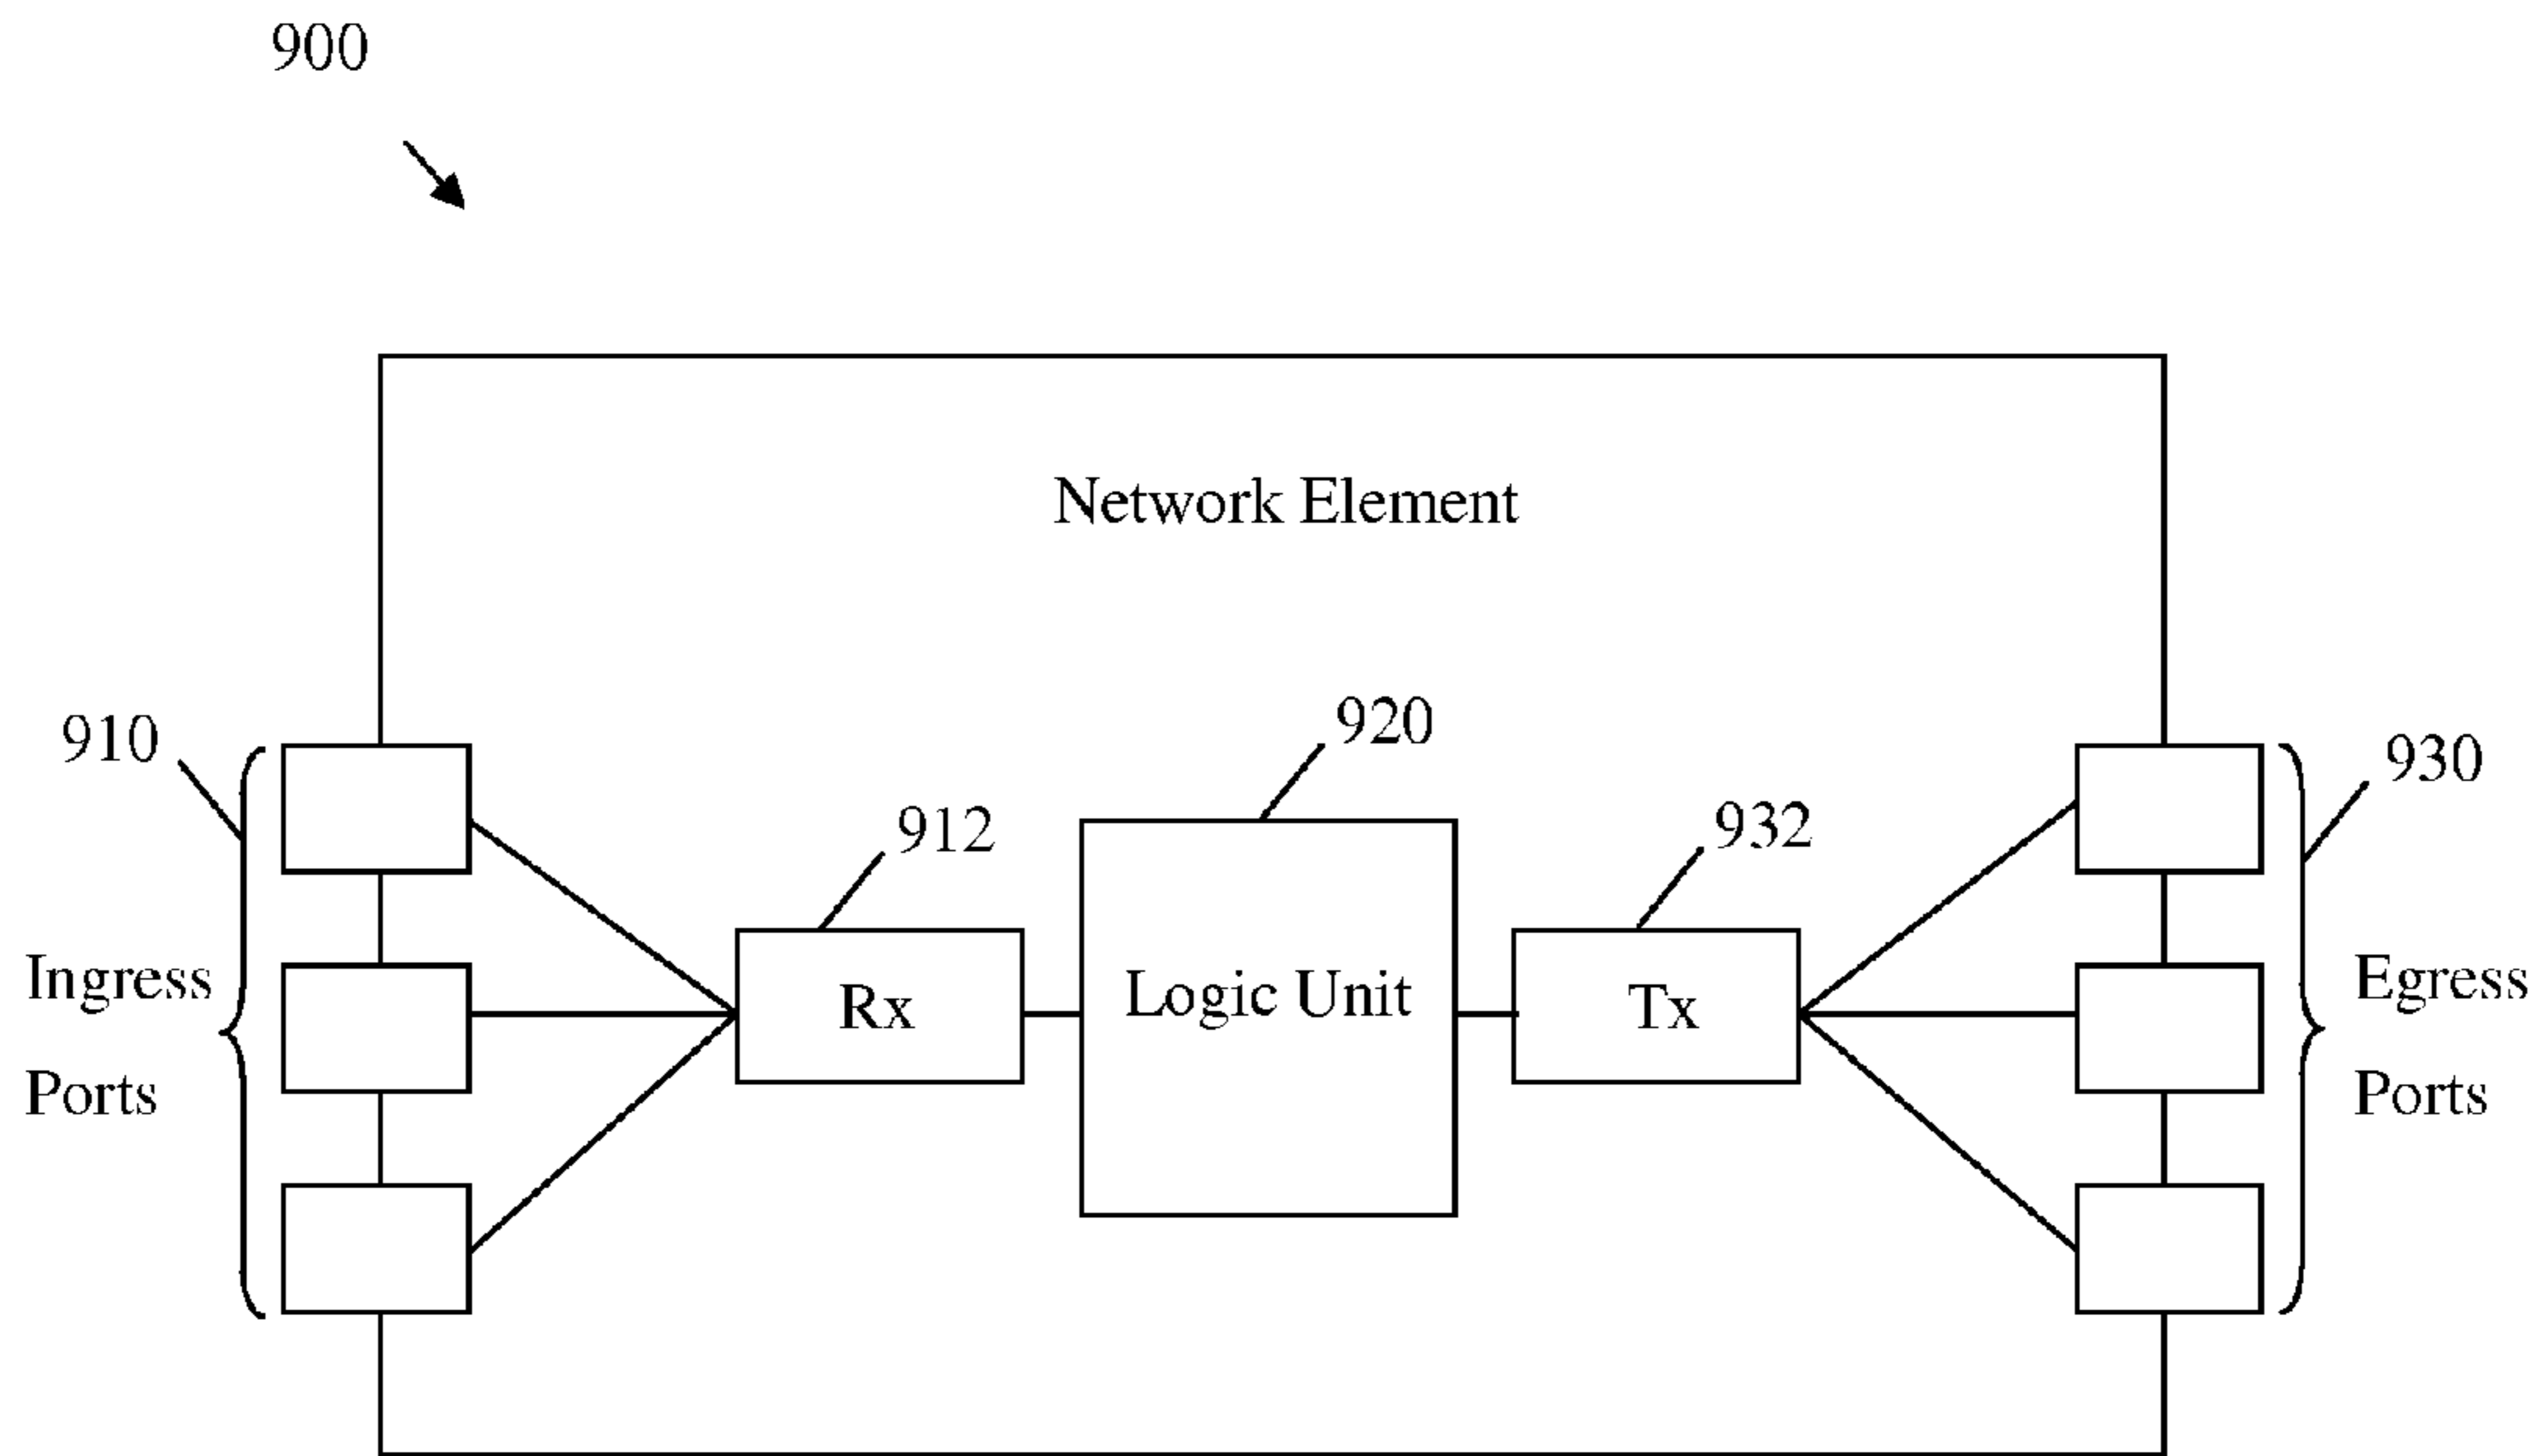 900
Network Element
910
920
930
912
932
Ingress
Ports
Rx
Logic Unit
Tx
Egress
Ports